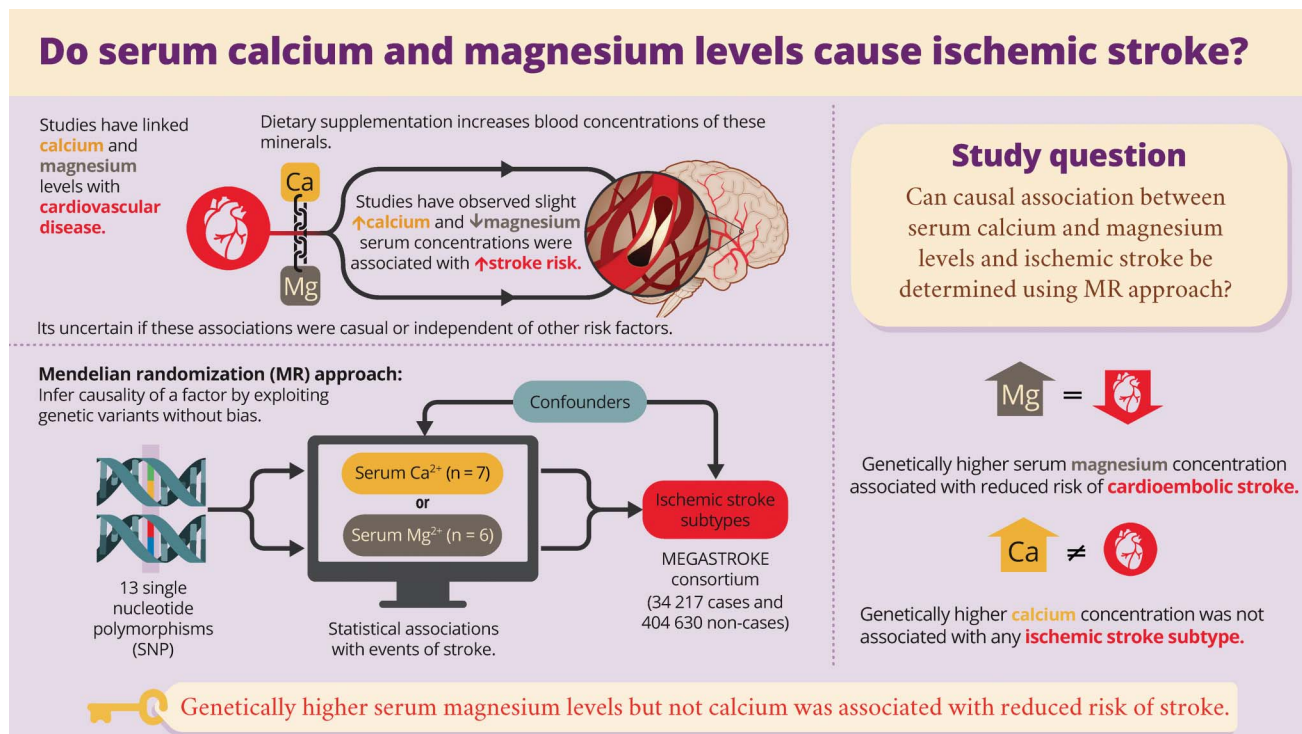 Do serum calcium and magnesium levels cause ischemic stroke?
Studies have linked
calcium and
magnesium
levels with
cardiovascular
disease.
Dietary supplementation increases blood concentrations of these
minerals.
Ca
Mg
Studies have observed slight
↑calcium and ↓magnesium
serum concentrations were
associated with ↑stroke risk.
Its uncertain if these associations were casual or independent of other risk factors.
Mendelian randomization (MR) approach:
Infer causality of a factor by exploiting
genetic variants without bias.
13 single
nucleotide
polymorphisms
(SNP)
Confounders
Serum Ca²⁺ (n = 7)
or
Serum Mg²⁺ (n = 6)
Statistical associations
with events of stroke.
Ischemic stroke
subtypes
MEGASTROKE
consortium
(34 217 cases and
404 630 non-cases)
Study question
Can causal association between
serum calcium and magnesium
levels and ischemic stroke be
determined using MR approach?
Mg =
Genetically higher serum magnesium concentration
associated with reduced risk of cardioembolic stroke.
Ca ≠
Genetically higher calcium concentration was not
associated with any ischemic stroke subtype.
Genetically higher serum magnesium levels but not calcium was associated with reduced risk of stroke.